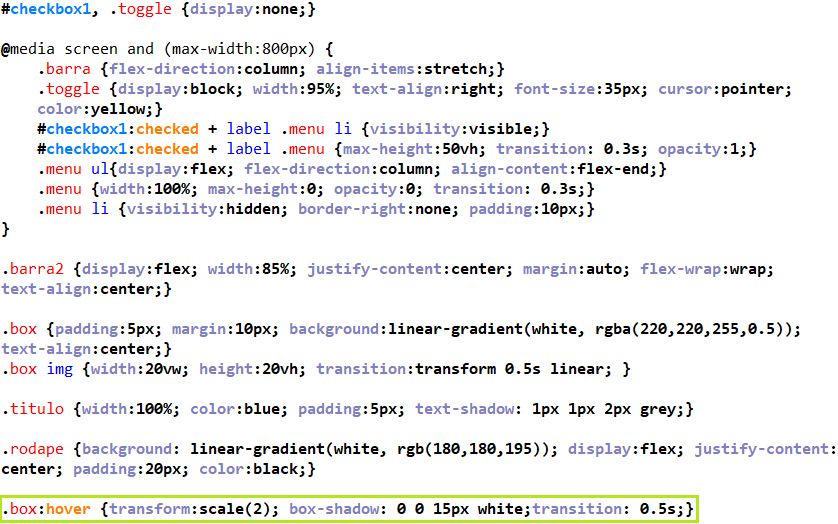 #checkbox1, .toggle {display:none;}
@media screen and (max-width:800px) {
.barra {flex-direction:column; align-items:stretch;}
.toggle {display:block; width:95%; text-align:right; font-size:35px; cursor:pointer;
color:yellow;}
#checkbox1:checked + label .menu li {visibility:visible;}
#checkbox1:checked + label .menu {max-height:50vh; transition: 0.3s; opacity:1;}
.menu ul{display:flex; flex-direction:column; align-content:flex-end;}
.menu {width:100%; max-height:0; opacity:0; transition: 0.3s;}
.menu li {visibility:hidden; border-right:none; padding:10px;}
}
.barra2 {display:flex; width:85%; justify-content:center; margin:auto; flex-wrap:wrap;
text-align:center;}
.box {padding:5px; margin:10px; background:linear-gradient(white, rgba(220,220,255,0.5));
text-align:center;}
.box img {width:20vw; height:20vh; transition:transform 0.5s linear; }
.titulo {width:100%; color:blue; padding:5px; text-shadow: 1px 1px 2px grey;}
.rodape {background: linear-gradient(white, rgb(180,180,195)); display:flex; justify-content:
center; padding:20px; color:black;}
.box:hover {transform:scale(2); box-shadow: 0 0 15px white;transition: 0.5s;}